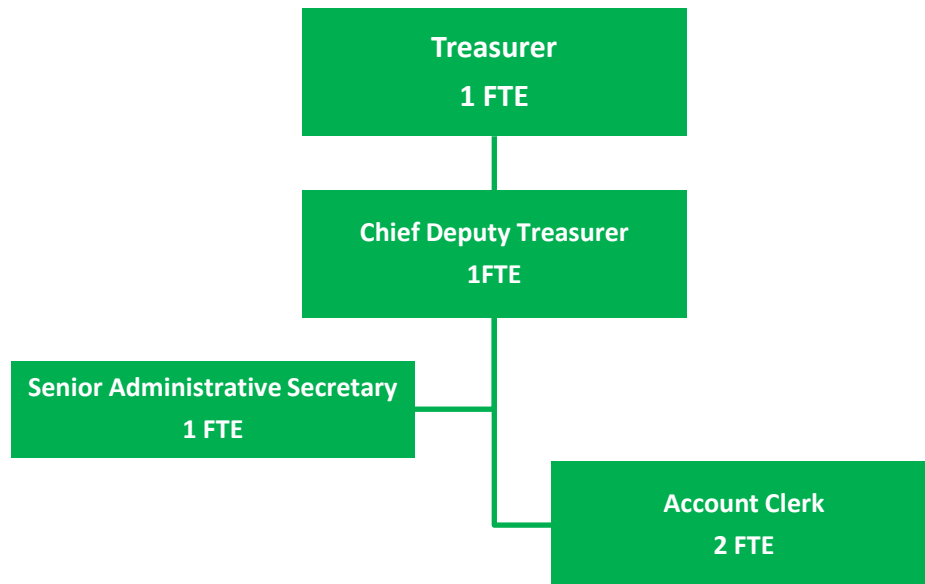 Treasurer
1 FTE
Chief Deputy Treasurer
1FTE
Senior Administrative Secretary
1 FTE
Account Clerk
2 FTE